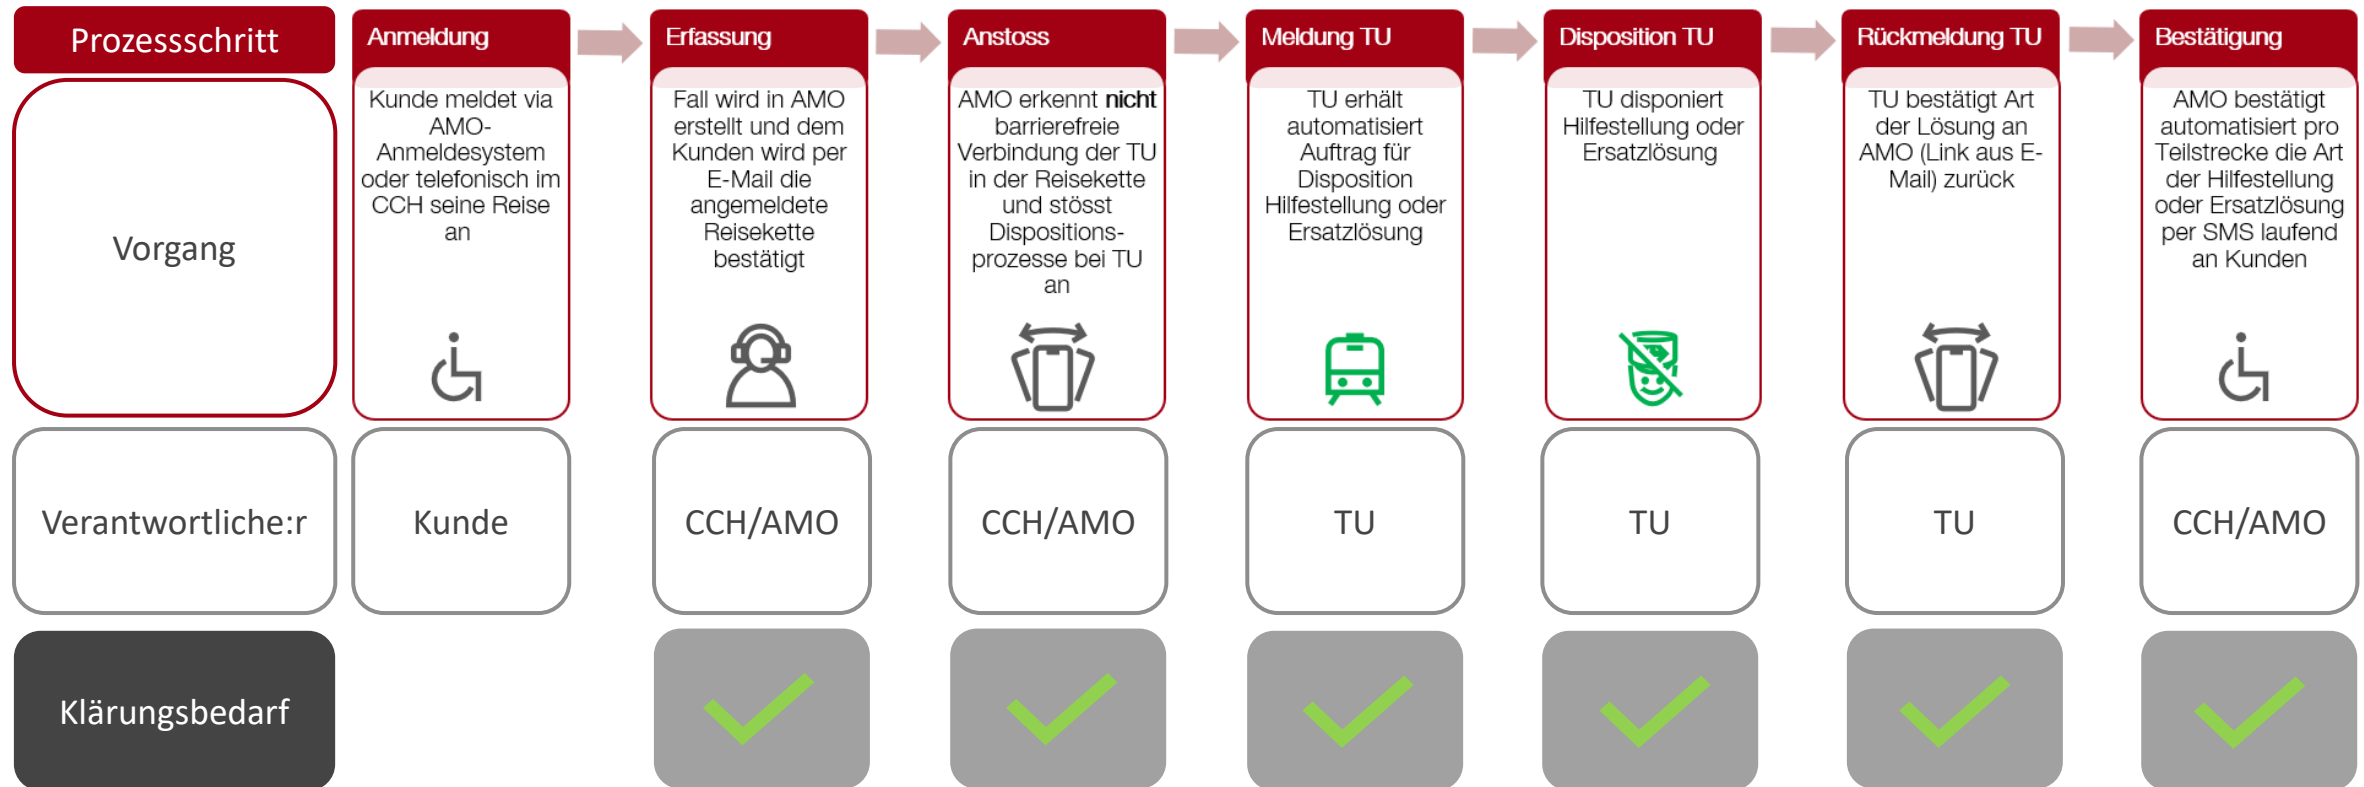 Prozessschritt
Anmeldung
Erfassung
Anstoss
Meldung TU
Disposition TU
Rückmeldung TU
Bestätigung
Vorgang
Kunde meldet via
AMO-
Anmeldesystem
oder telefonisch im
CCH seine Reise
an
Fall wird in AMO
erstellt und dem
Kunden wird per
E-Mail die
angemeldete
Reisekette
bestätigt
AMO erkennt nicht
barrierefreie
Verbindung der TU
in der Reisekette
und stösst
Dispositions-
prozesse bei TU
an
TU erhält
automatisiert
Auftrag für
Disposition
Hilfestellung oder
Ersatzlösung
TU disponiert
Hilfestellung oder
Ersatzlösung
TU bestätigt Art
der Lösung an
AMO (Link aus E-
Mail) zurück
AMO bestätigt
automatisiert pro
Teilstrecke die Art
der Hilfestellung
oder Ersatzlösung
per SMS laufend
an Kunden
Verantwortliche:r
Kunde
CCH/AMO
CCH/AMO
TU
TU
TU
CCH/AMO
Klärungsbedarf